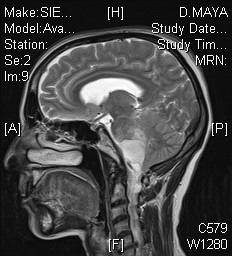 Make:SIE... [H] D.MAYA
Model:Ava... Study Date...
Station: Study Tim...
Se:2 MRN:
Im:9
[A] [P]
C579
[F] W1280